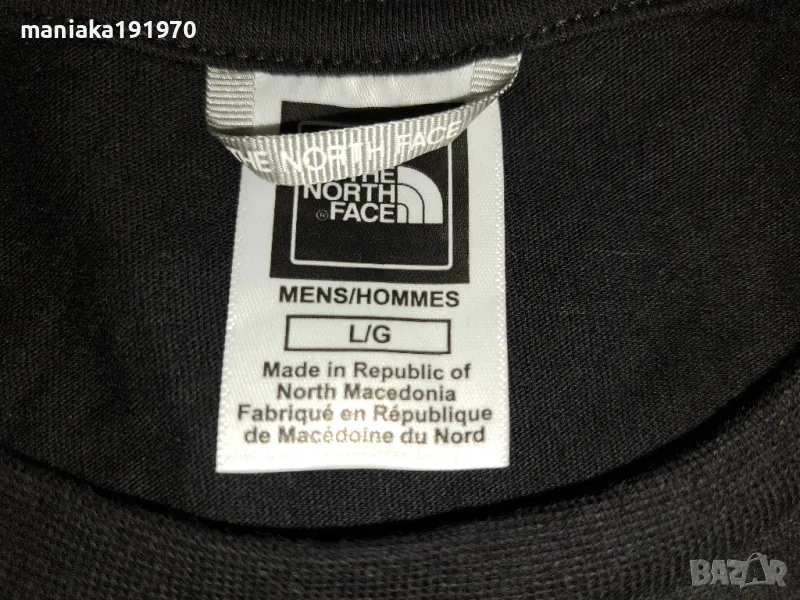 maniaka191970
THE NORTH FACE
THE
NORTH
FACE
MENS/HOMMES
L/G
Made in Republic of
North Macedonia
Fabriqué en République
de Macédoine du Nord
BAZAR